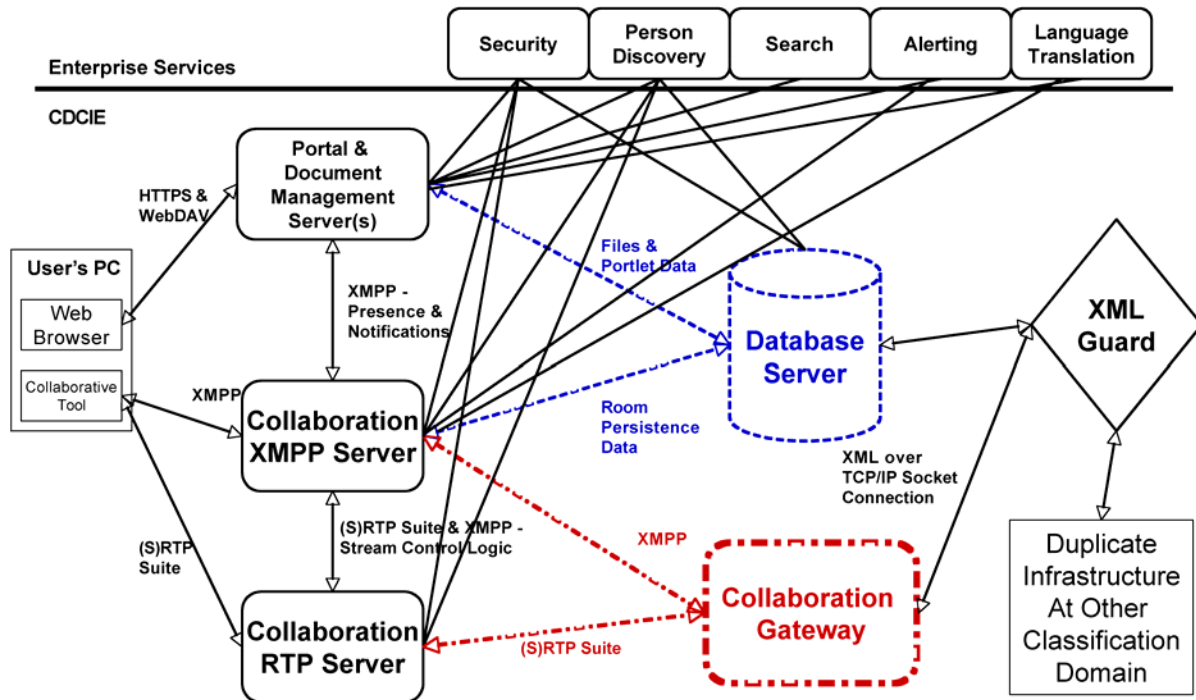 Security
Person
Discovery
Search
Alerting
Language
Translation
Enterprise Services
CDCIE
Portal &
Document
Management
Server(s)
HTTPS &
WebDAV
User's PC
Web
Browser
Collaborative
Tool
XMPP -
Presence &
Notifications
Files &
Portlet Data
Database
Server
XML
Guard
XMPP
Collaboration
XMPP Server
Room
Persistence
Data
XML over
TCP/IP Socket
Connection
(S)RTP
Suite
(S)RTP Suite & XMPP -
Stream Control Logic
XMPP
Collaboration
Gateway
Collaboration
RTP Server
(S)RTP Suite
Duplicate
Infrastructure
At Other
Classification
Domain